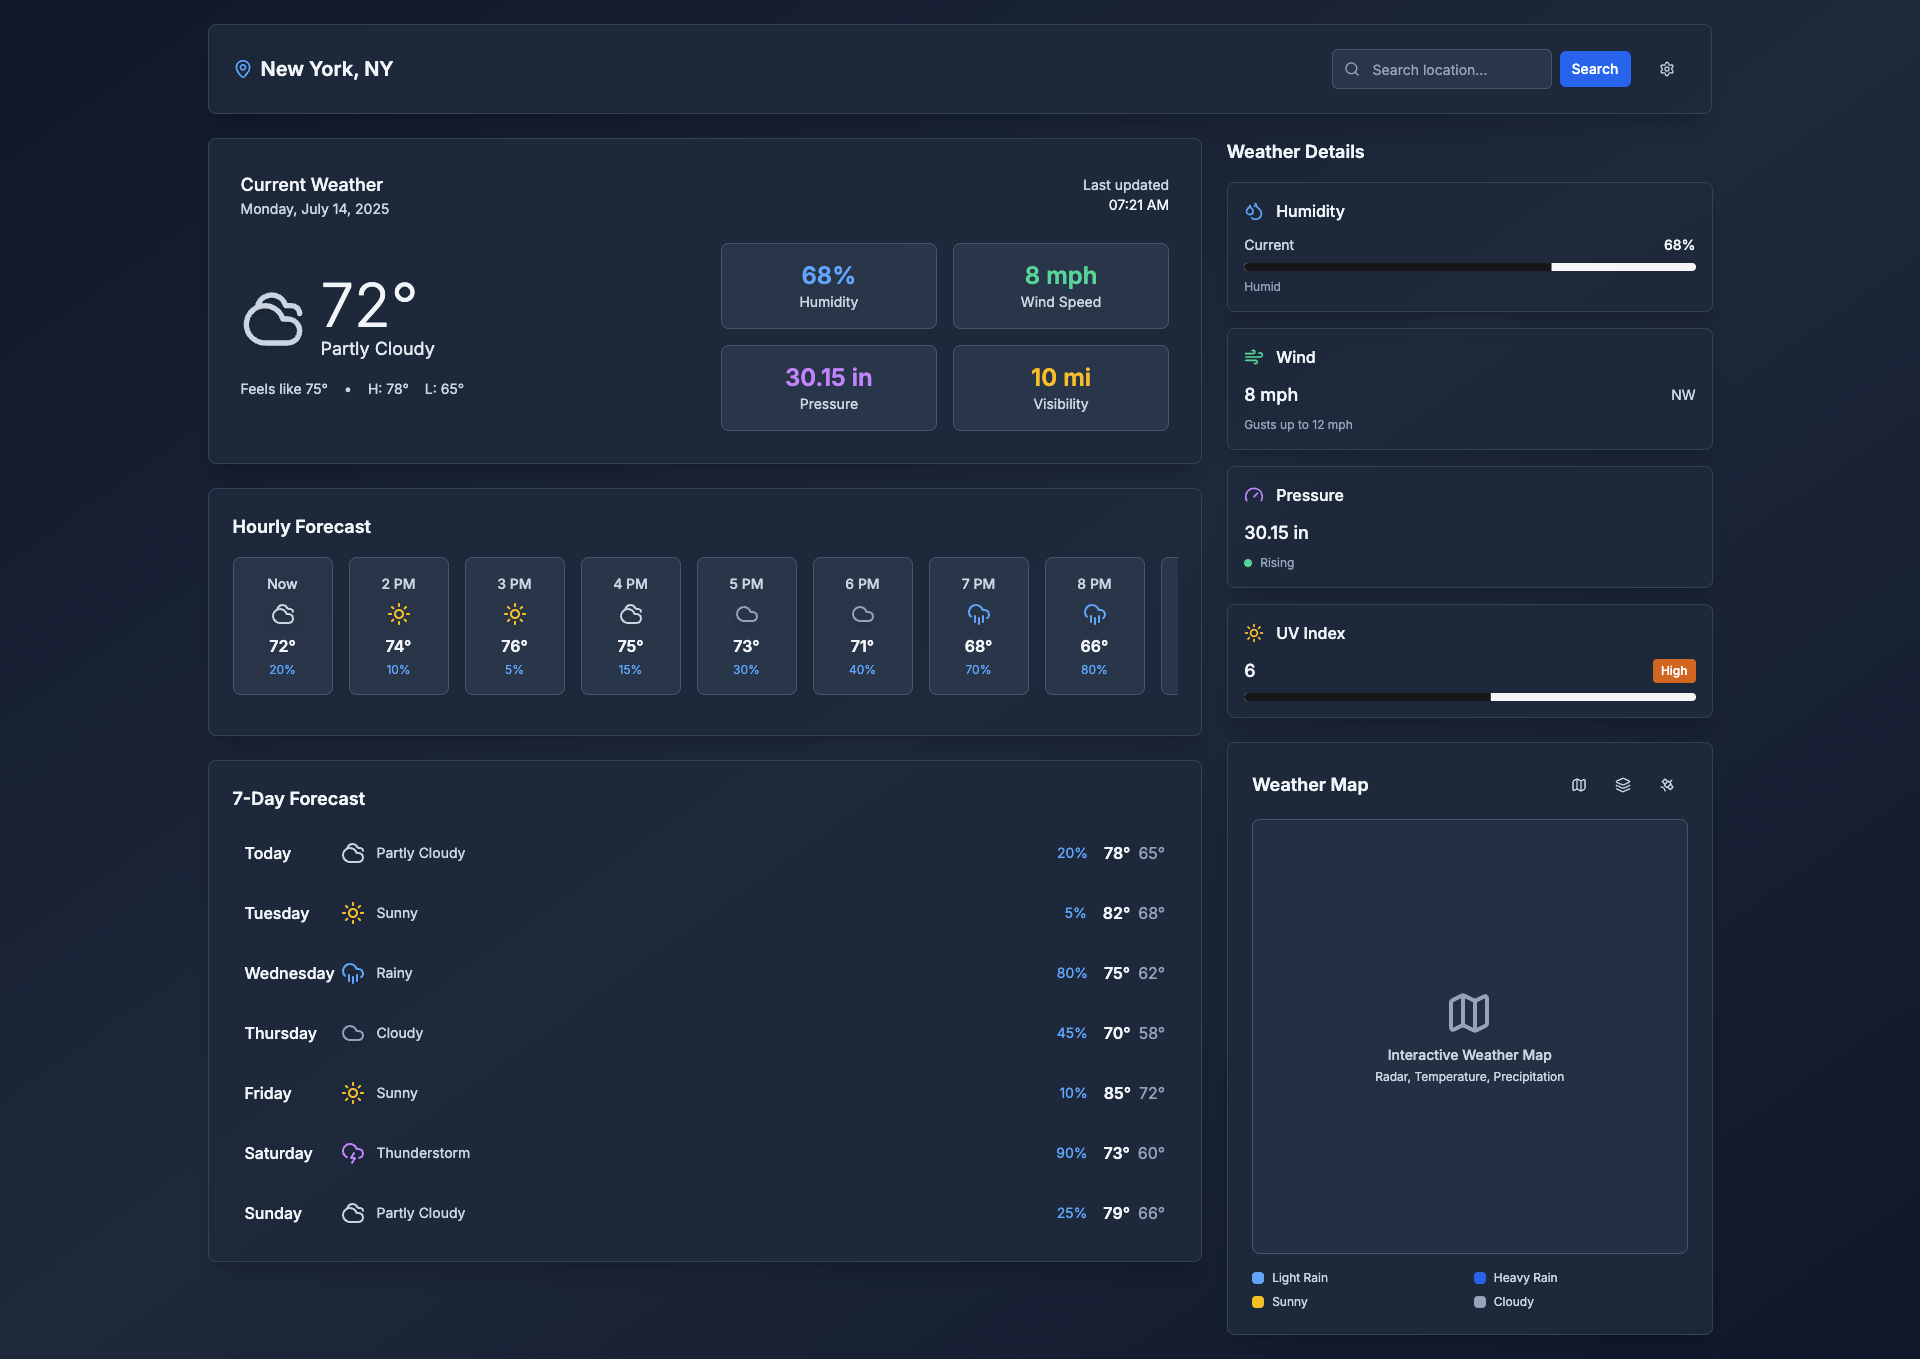 New York, NY
Search location...
Search
Current Weather
Monday, July 14, 2025
Last updated
07:21 AM
72°
Partly Cloudy
Feels like 75° • H: 78° L: 65°
68%
Humidity
8 mph
Wind Speed
30.15 in
Pressure
10 mi
Visibility
Hourly Forecast
Now
72°
20%
2 PM
74°
10%
3 PM
76°
5%
4 PM
75°
15%
5 PM
73°
30%
6 PM
71°
40%
7 PM
68°
70%
8 PM
66°
80%
7-Day Forecast
Today Partly Cloudy 20% 78° 65°
Tuesday Sunny 5% 82° 68°
Wednesday Rainy 80% 75° 62°
Thursday Cloudy 45% 70° 58°
Friday Sunny 10% 85° 72°
Saturday Thunderstorm 90% 73° 60°
Sunday Partly Cloudy 25% 79° 66°
Weather Details
Humidity
Current 68%
Humid
Wind
8 mph NW
Gusts up to 12 mph
Pressure
30.15 in
Rising
UV Index
6 High
Weather Map
Interactive Weather Map
Radar, Temperature, Precipitation
Light Rain
Heavy Rain
Sunny
Cloudy